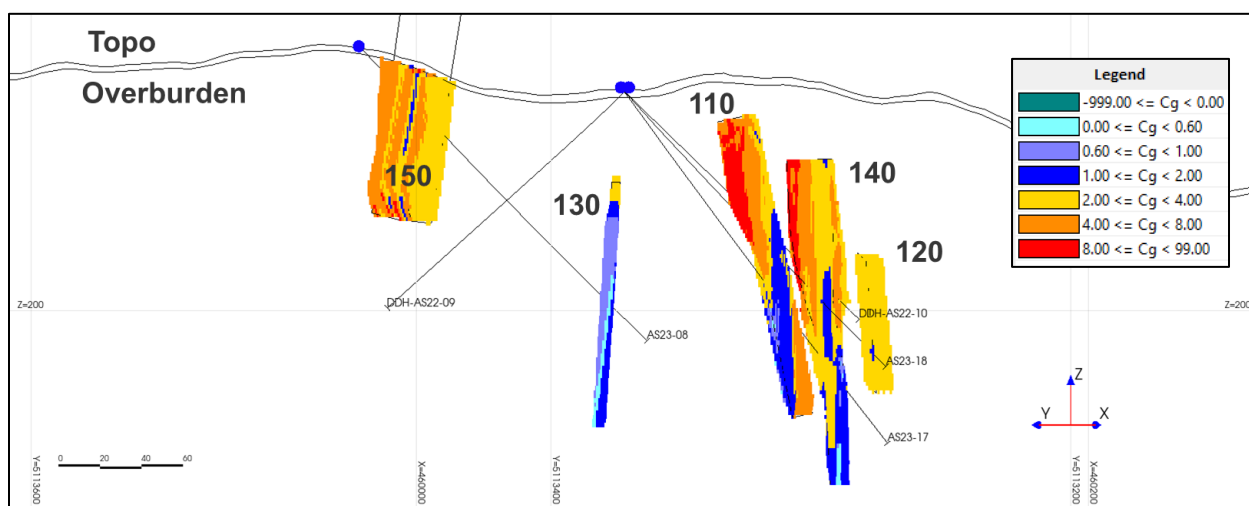 Topo
Overburden
150
130
110
140
120
Legend
-999.00 <= Cg < 0.00
0.00 <= Cg < 0.60
0.60 <= Cg < 1.00
1.00 <= Cg < 2.00
2.00 <= Cg < 4.00
4.00 <= Cg < 8.00
8.00 <= Cg < 99.00
Z=200
DDH-AS22-09
AS23-08
DDH-AS22-10
AS23-18
AS23-17
Z=200
Z
Y
X
0 20 40 60
Y=5113600
X=460000
Y=5113400
Y=5113200
X=460200